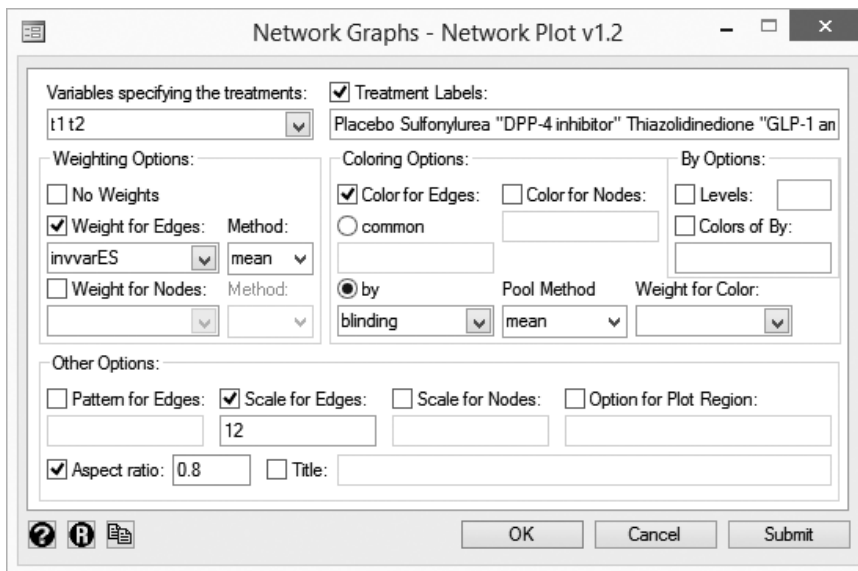 Network Graphs - Network Plot v1.2
Variables specifying the treatments: Treatment Labels:
t1 t2 Placebo Sulfonylurea "DPP-4 inhibitor" Thiazolidinedione "GLP-1 an
Weighting Options: Coloring Options: By Options:
No Weights Color for Edges: Color for Nodes: Levels:
Weight for Edges: Method: common Colors of By:
invvarES mean
Weight for Nodes: Method: by Pool Method Weight for Color:
blinding mean
Other Options:
Pattern for Edges: Scale for Edges: Scale for Nodes: Option for Plot Region:
12
Aspect ratio: 0.8 Title:
? R OK Cancel Submit